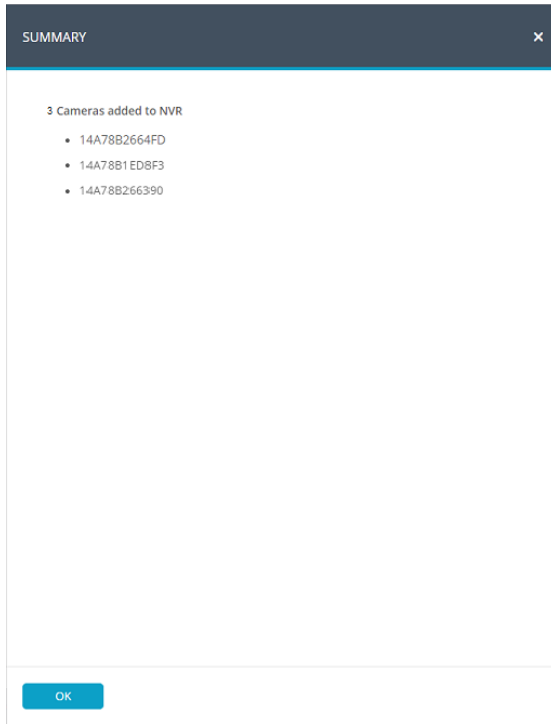 SUMMARY ×
3 Cameras added to NVR
• 14A78B2664FD
• 14A78B1ED8F3
• 14A78B266390
OK